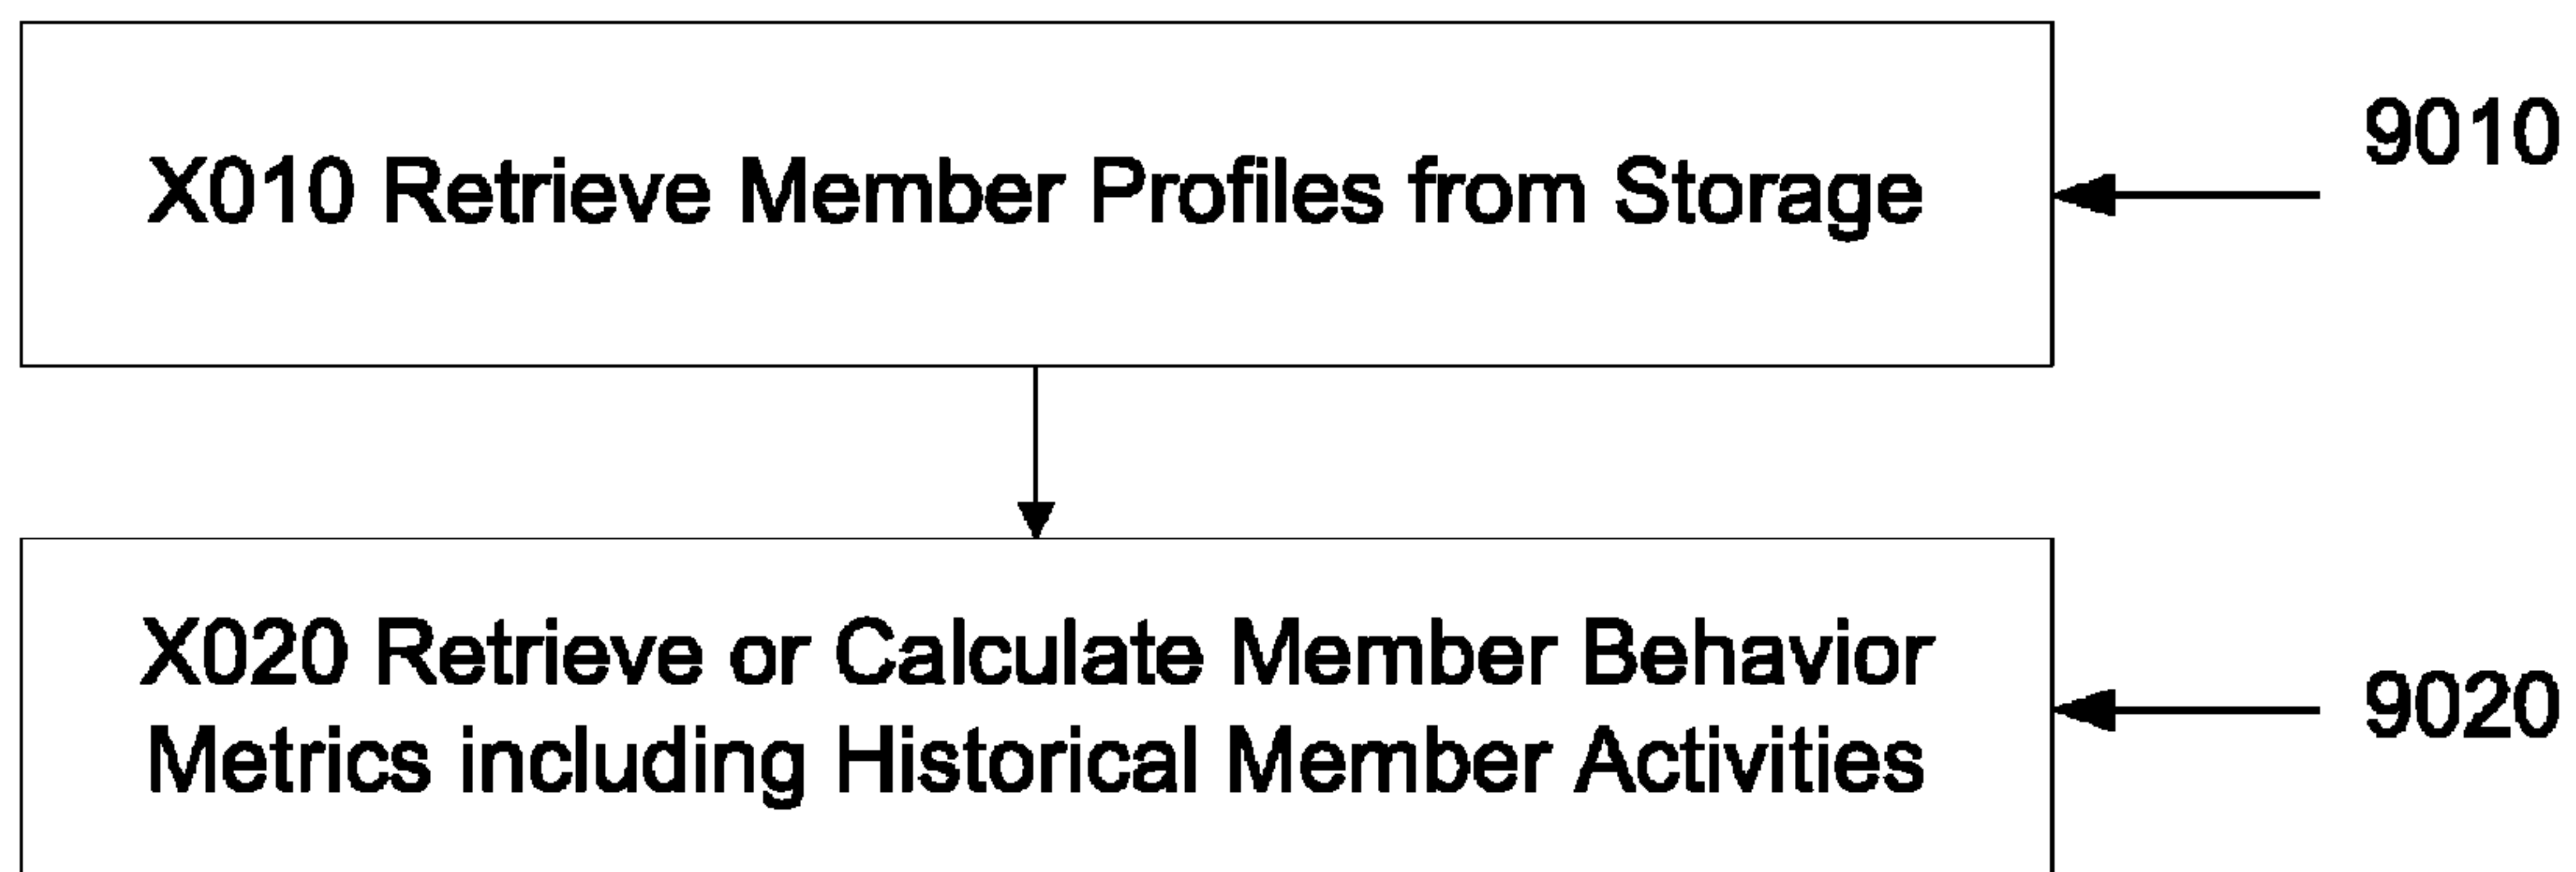 X010 Retrieve Member Profiles from Storage
9010
X020 Retrieve or Calculate Member Behavior
Metrics including Historical Member Activities
9020